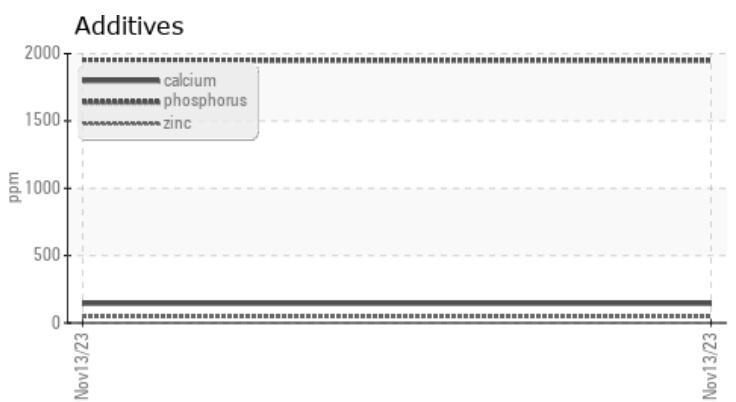 Additives
2000
1500
1000
500
0
ppm
calcium
phosphorus
zinc
Nov13/23
Nov13/23